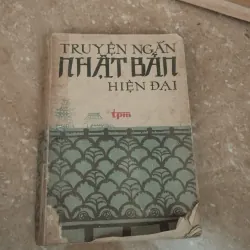 TRUYỆN NGẮN
NHẬT BẢN
HIỆN ĐẠI
tpm